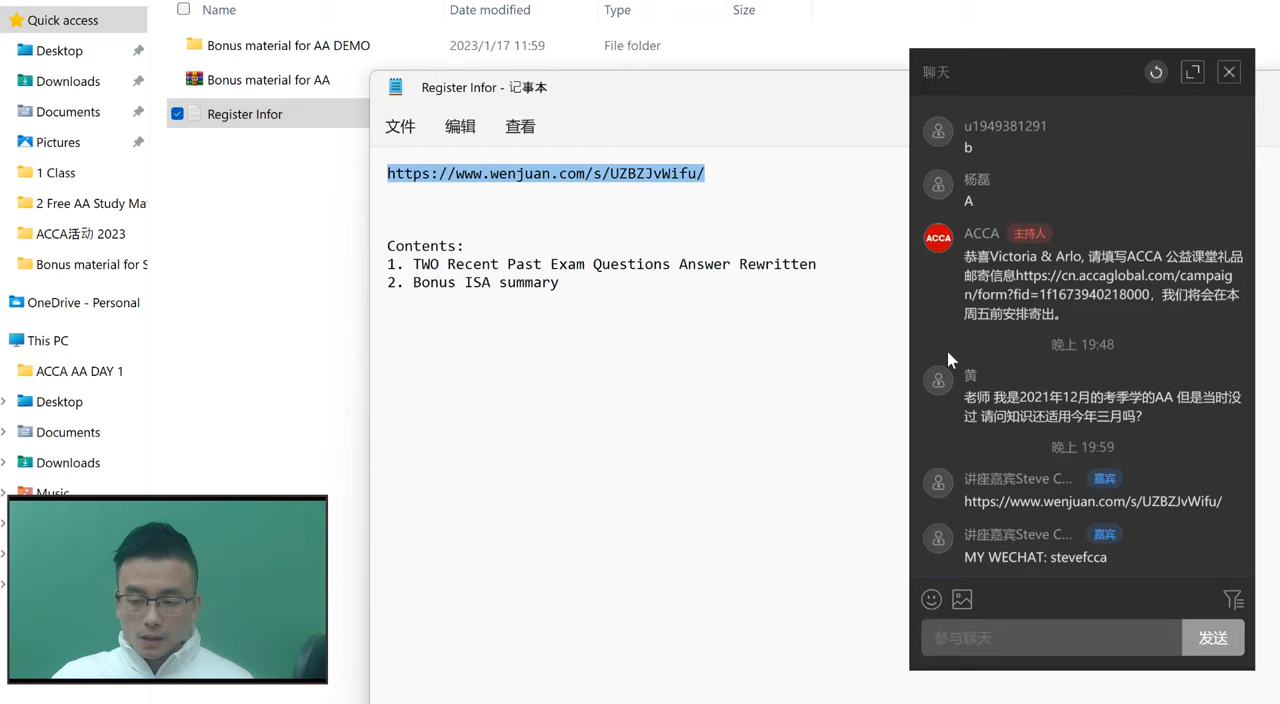 Quick access
Desktop
Downloads
Documents
Pictures
1 Class
2 Free AA Study Ma
ACCA活动 2023
Bonus material for S
OneDrive - Personal
This PC
ACCA AA DAY 1
Desktop
Documents
Downloads
Music
Name
Date modified
Type
Size
Bonus material for AA DEMO
2023/1/17 11:59
File folder
Bonus material for AA
Register Infor
Register Infor - 记事本
文件
编辑
查看
https://www.wenjuan.com/s/UZBZJvWifu/
Contents:
1. TWO Recent Past Exam Questions Answer Rewritten
2. Bonus ISA summary
聊天
u1949381291
b
杨磊
A
ACCA
ACCA 主持人
恭喜Victoria & Arlo, 请填写ACCA 公益课堂礼品
邮寄信息https://cn.accaglobal.com/campaig
n/form?fid=1f1673940218000，我们将会在本
周五前安排寄出。
晚上 19:48
黄
老师 我是2021年12月的考季学的AA 但是当时没
过 请问知识还适用今年三月吗?
晚上 19:59
讲座嘉宾Steve C... 嘉宾
https://www.wenjuan.com/s/UZBZJvWifu/
讲座嘉宾Steve C... 嘉宾
MY WECHAT: stevefcca
参与聊天
发送